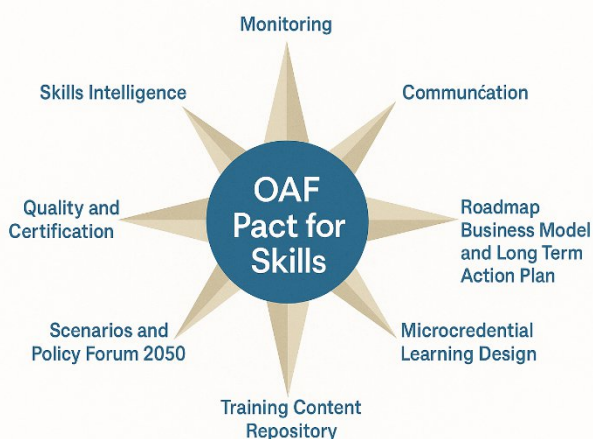 Monitoring
Skills Intelligence
Communćation
OAF
Pact for
Skills
Quality and
Certification
Roadmap
Business Model
and Long Term
Action Plan
Scenarios and
Policy Forum 2050
Microcredential
Learning Design
Training Content
Repository